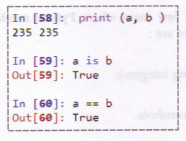 In [58]: print (a, b )
235 235
In [59]: a is b
Out[59]: True
In [60]: a == b
Out[60]: True